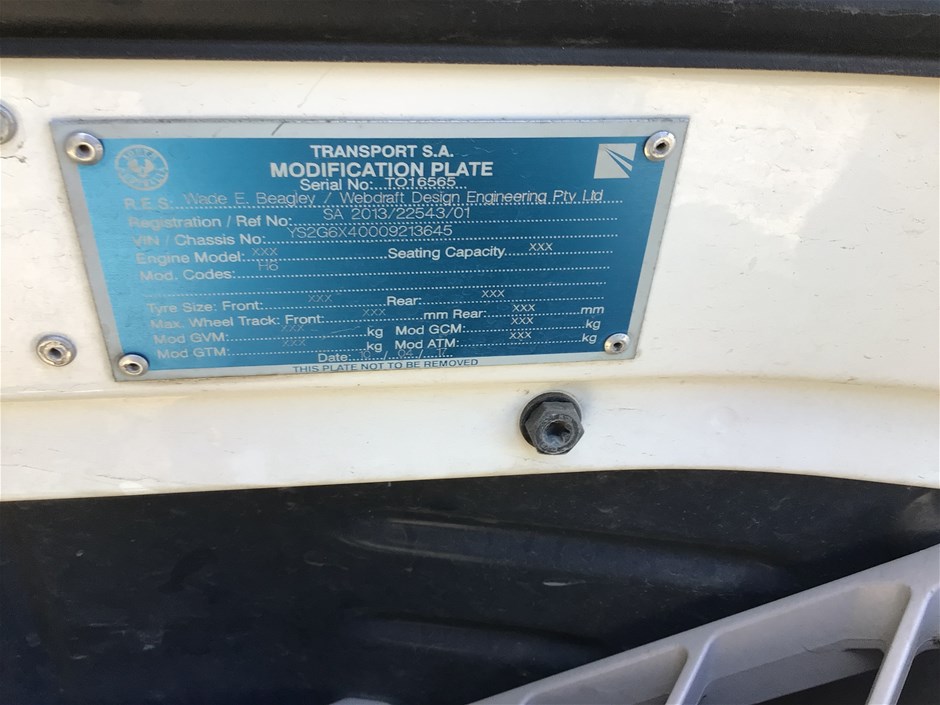 TRANSPORT S.A.
MODIFICATION PLATE
Serial No: TO16565
R.E.S: Wade E. Beagley / Webdraft Design Engineering Pty Ltd
Registration / Ref No: SA 2013/22543/01
VIN / Chassis No: YS2G6X40009213645
Engine Model: XXX Seating Capacity XXX
Mod. Codes: H6
Tyre Size: Front: XXX Rear: XXX
Max. Wheel Track: Front: XXX mm Rear: XXX mm
Mod GVM: XXX kg Mod GCM: XXX kg
Mod GTM: XXX kg Mod ATM: XXX kg
Date: / 04 /
THIS PLATE NOT TO BE REMOVED